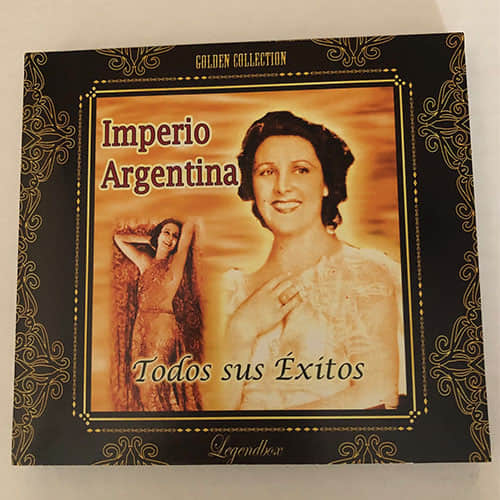 GOLDEN COLLECTION
Imperio
Argentina
Todos sus Éxitos
Legendbox